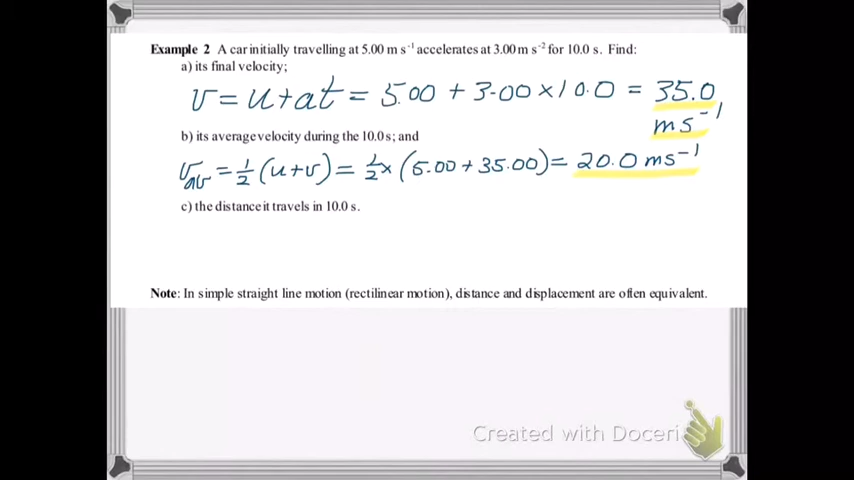 Example 2 A car initially travelling at 5.00 m s⁻¹ accelerates at 3.00 m s⁻² for 10.0 s. Find:
a) its final velocity;
v = u + at = 5.00 + 3.00 × 10.0 = 35.0
ms⁻¹
b) its average velocity during the 10.0 s; and
v_av = ½ (u + v) = ½ × (5.00 + 35.00) = 20.0 ms⁻¹
c) the distance it travels in 10.0 s.
Note: In simple straight line motion (rectilinear motion), distance and displacement are often equivalent.
Created with Doceri